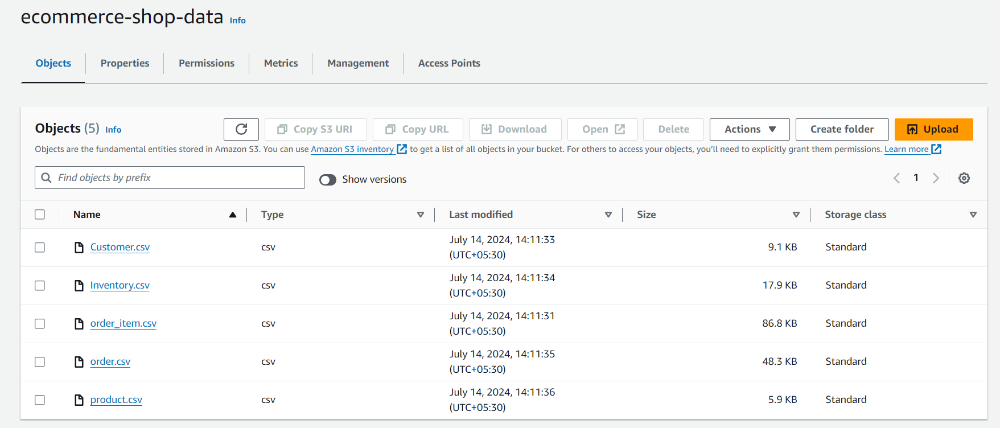 ecommerce-shop-data Info
Objects Properties Permissions Metrics Management Access Points
Objects (5) Info Copy S3 URI Copy URL Download Open Delete Actions Create folder Upload
Objects are the fundamental entities stored in Amazon S3. You can use Amazon S3 inventory to get a list of all objects in your bucket. For others to access your objects, you'll need to explicitly grant them permissions. Learn more
Find objects by prefix Show versions 1
Name Type Last modified Size Storage class
Customer.csv csv July 14, 2024, 14:11:33 (UTC+05:30) 9.1 KB Standard
Inventory.csv csv July 14, 2024, 14:11:34 (UTC+05:30) 17.9 KB Standard
order_item.csv csv July 14, 2024, 14:11:31 (UTC+05:30) 86.8 KB Standard
order.csv csv July 14, 2024, 14:11:35 (UTC+05:30) 48.3 KB Standard
product.csv csv July 14, 2024, 14:11:36 (UTC+05:30) 5.9 KB Standard